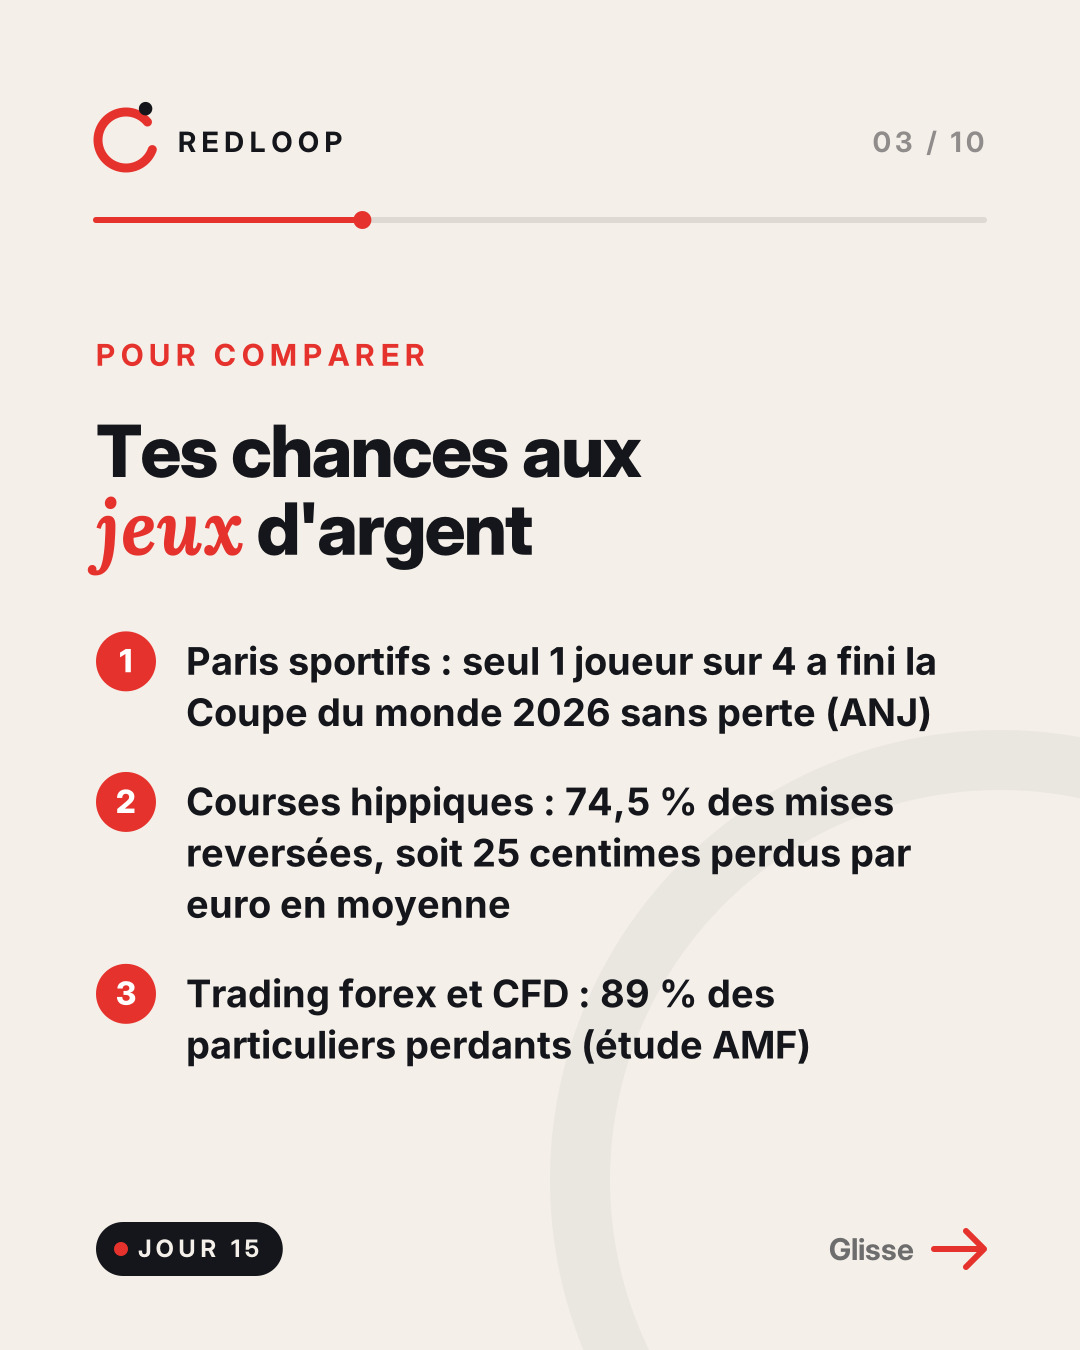 REDLOOP
03 / 10
POUR COMPARER
Tes chances aux
jeux d'argent
1 Paris sportifs : seul 1 joueur sur 4 a fini la
Coupe du monde 2026 sans perte (ANJ)
2 Courses hippiques : 74,5 % des mises
reversées, soit 25 centimes perdus par
euro en moyenne
3 Trading forex et CFD : 89 % des
particuliers perdants (étude AMF)
JOUR 15
Glisse